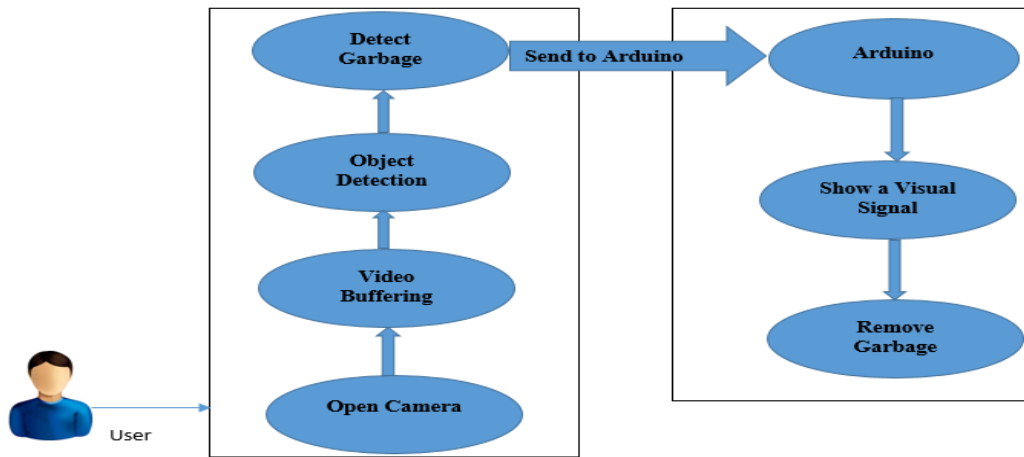 Detect
Garbage
Send to Arduino
Arduino
Object
Detection
Show a Visual
Signal
Video
Buffering
Remove
Garbage
Open Camera
User